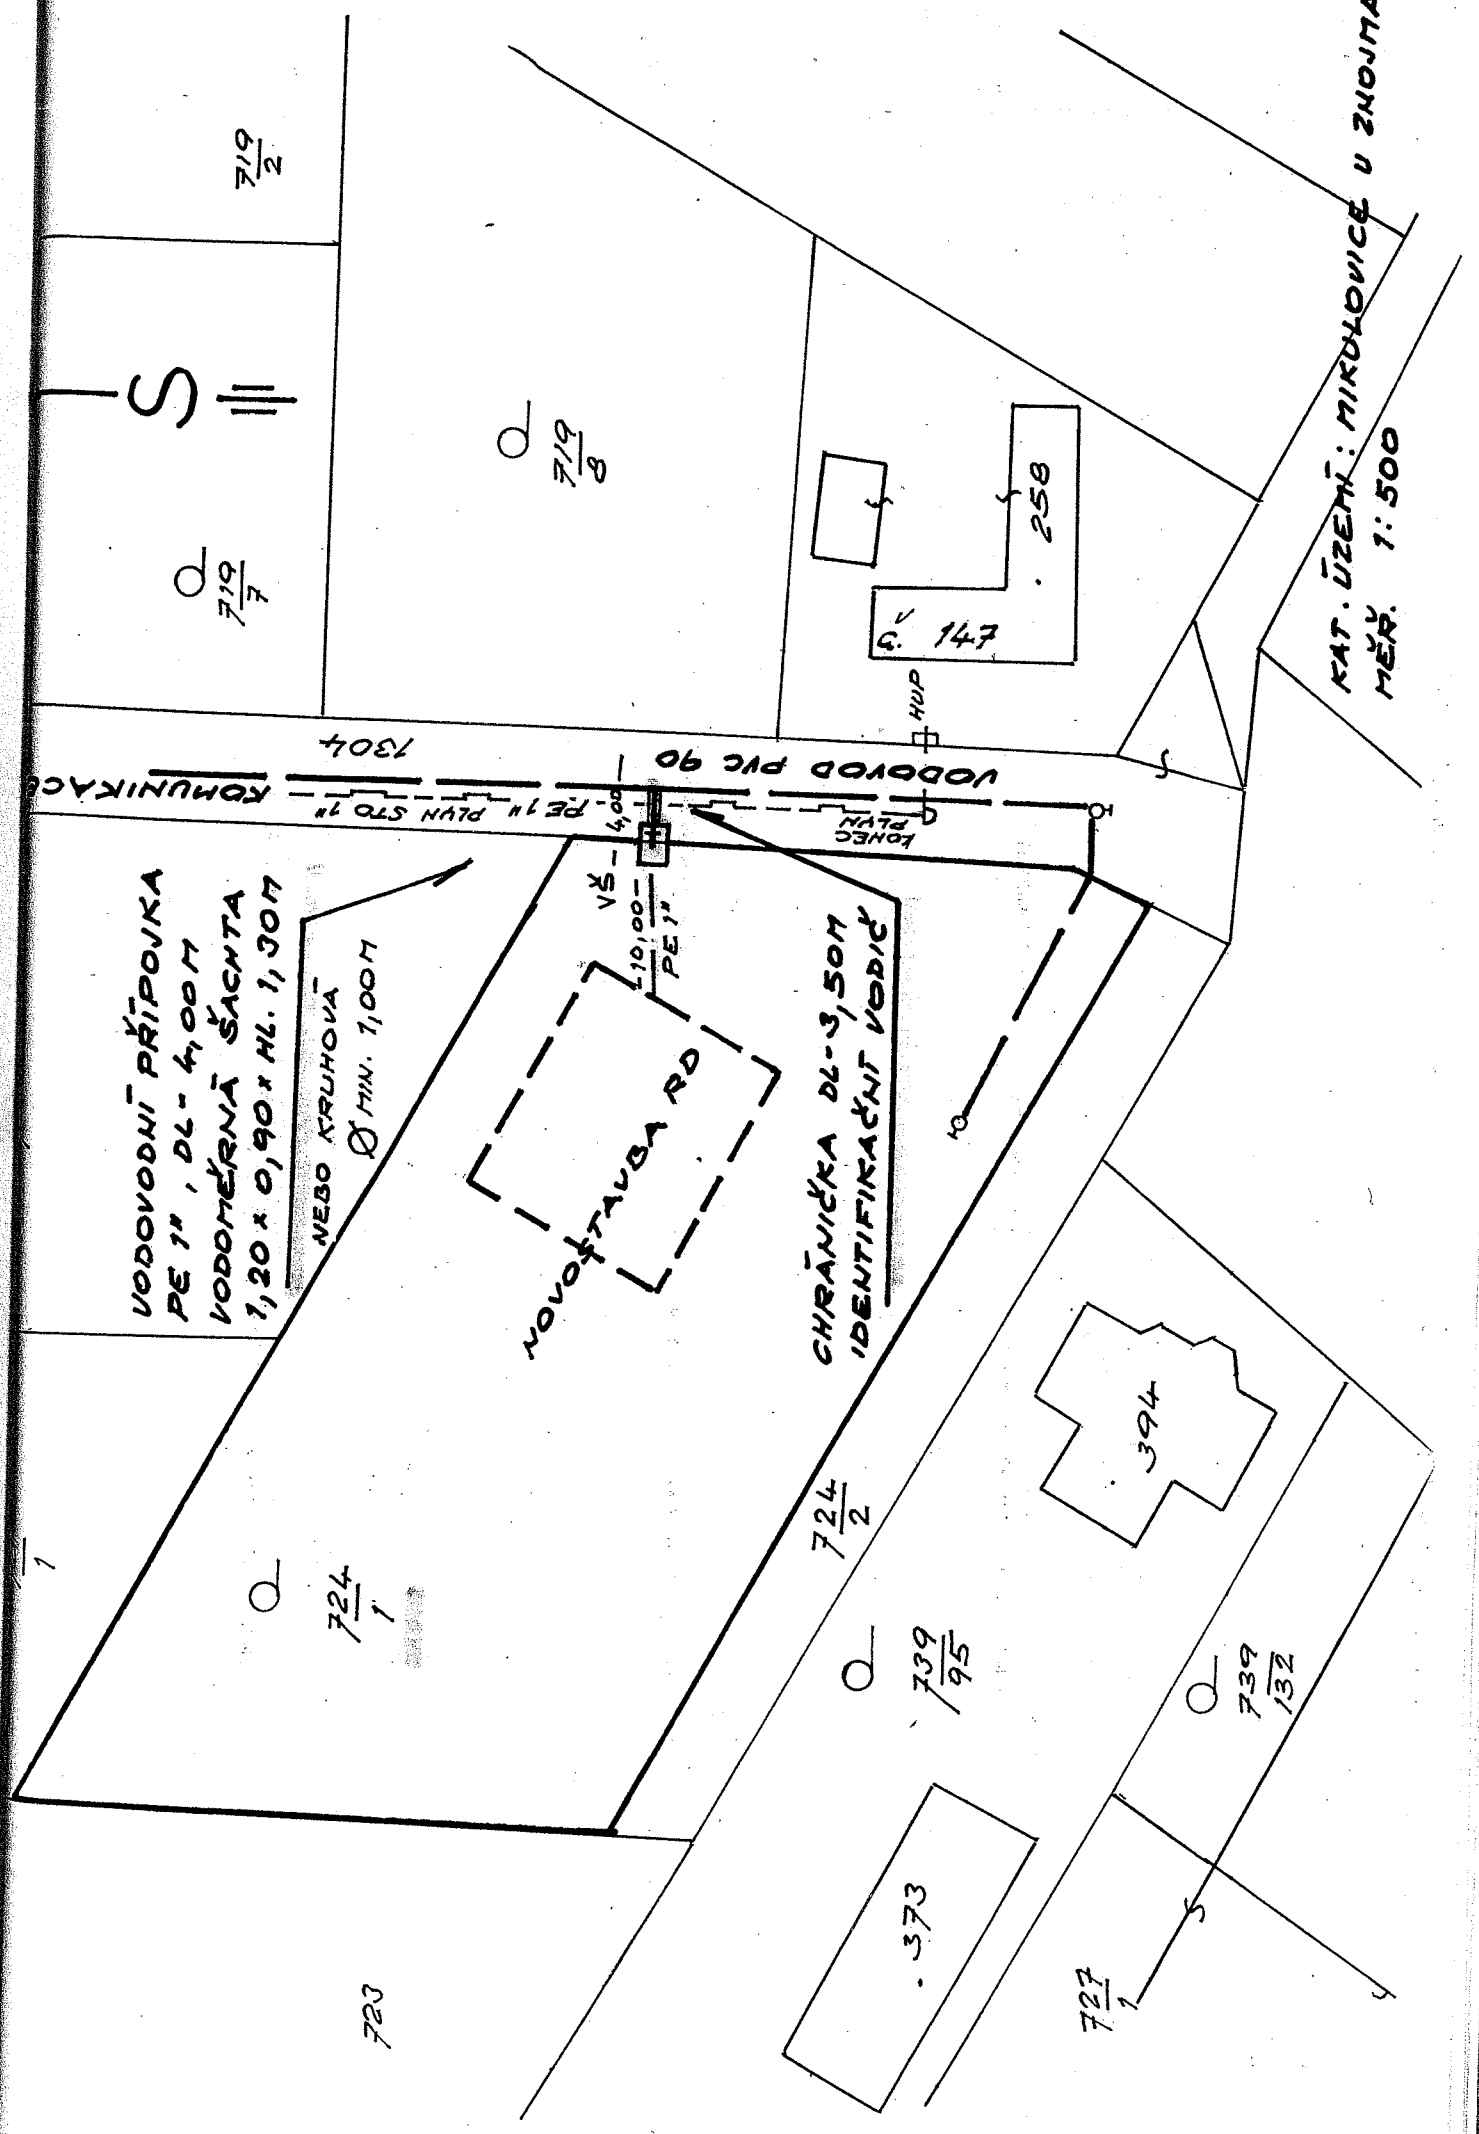 719
2
S
719
7
719
8
258
č. 147
HUP
KAT. ÚZEMÍ: MIKULOVICE U ZNOJMA
MĚŘ. 1:500
1304
VODOVOD PVC 90
KOMUNIKACE
PLYN STO 1"
PE 1"
4,00
KONEC
PLYN
VŠ
10,00
PE 1"
VODOVODNÍ PŘÍPOJKA
PE 1", DL- 4,00M
VODOMĚRNÁ ŠACHTA
1,20 x 0,90 x HL. 1,30M
NEBO KRUHOVÁ
Ø MIN. 1,00M
NOVOSTAVBA RD
CHRÁNIČKA DL-3,50M
IDENTIFIKAČNÍ VODIČ
1
724
1
724
2
394
739
95
739
132
373
723
727
1